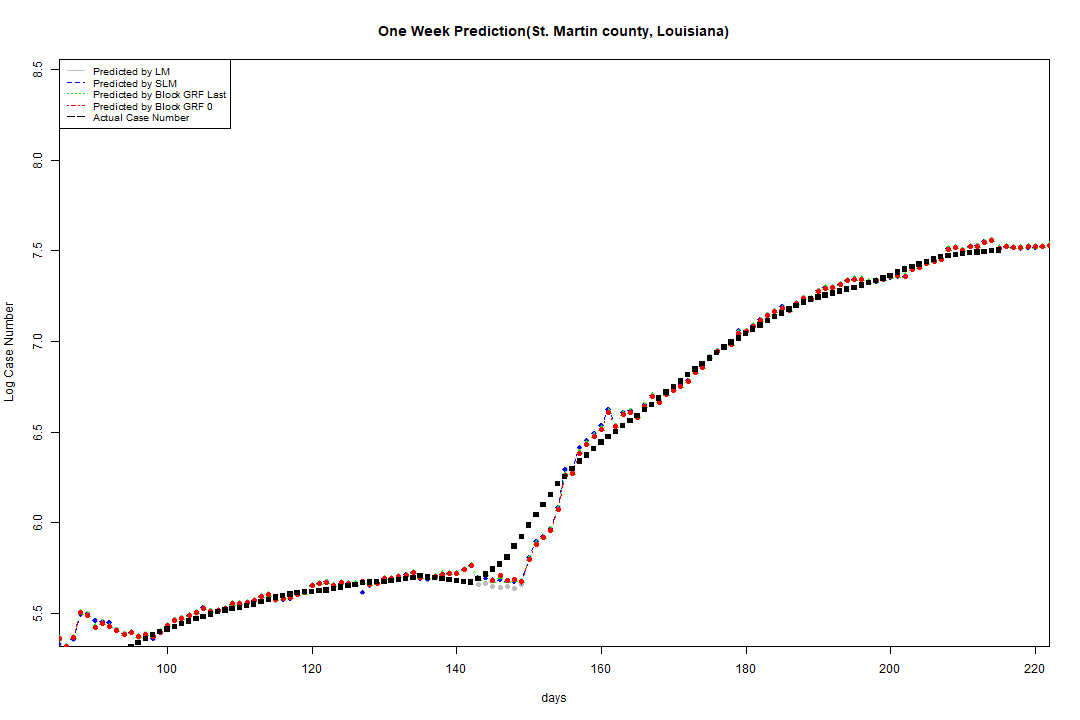 One Week Prediction(St. Martin county, Louisiana)
Predicted by LM
Predicted by SLM
Predicted by Block GRF Last
Predicted by Block GRF 0
Actual Case Number
8.5
8.0
7.5
7.0
6.5
6.0
5.5
Log Case Number
100 120 140 160 180 200 220
days